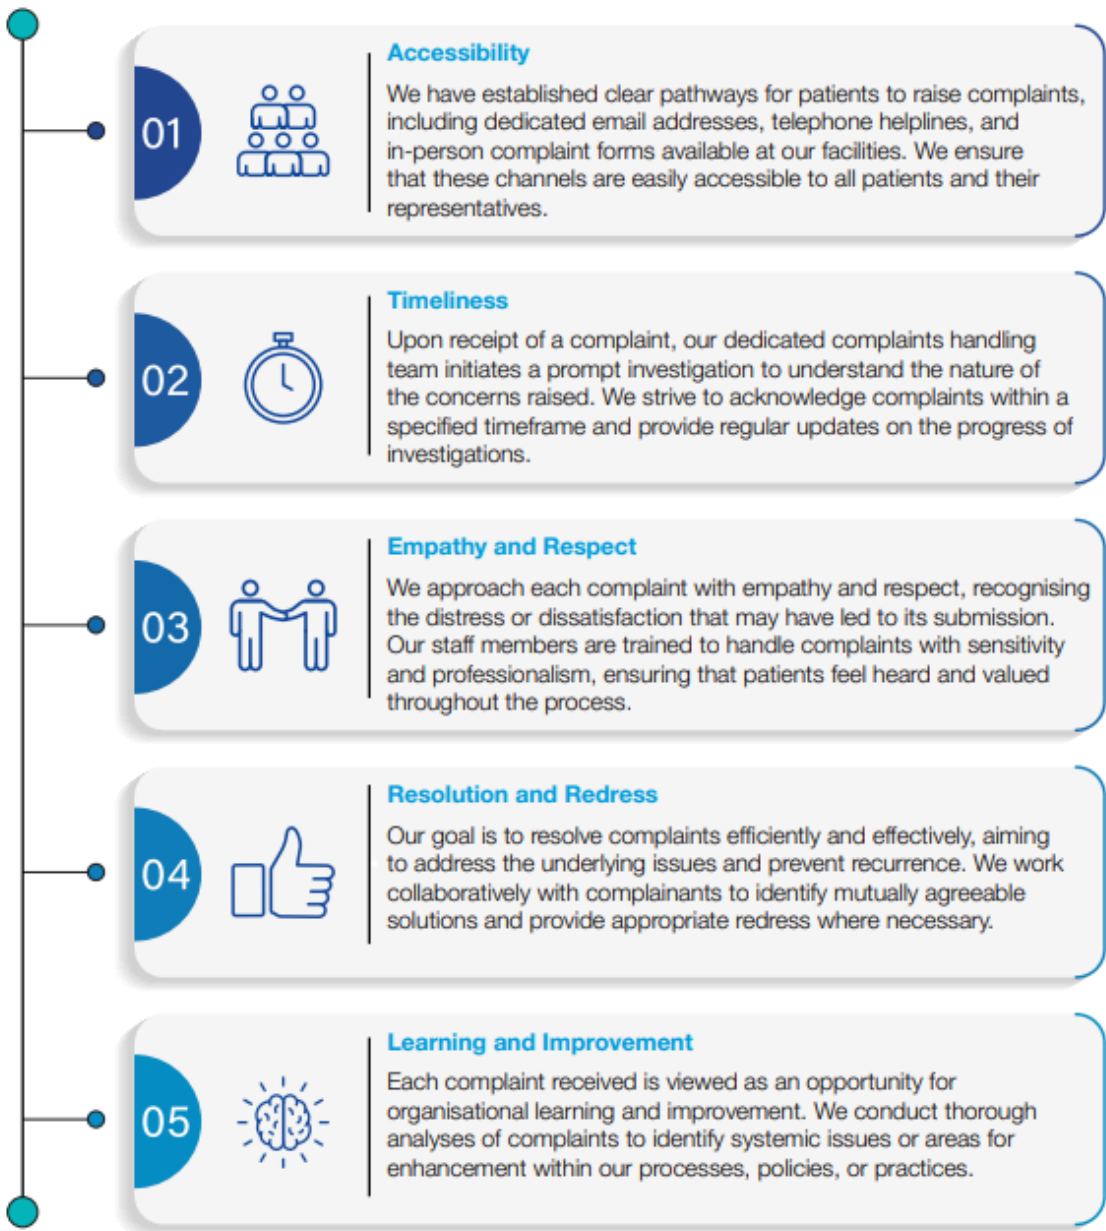 01
Accessibility
We have established clear pathways for patients to raise complaints,
including dedicated email addresses, telephone helplines, and
in-person complaint forms available at our facilities. We ensure
that these channels are easily accessible to all patients and their
representatives.
02
Timeliness
Upon receipt of a complaint, our dedicated complaints handling
team initiates a prompt investigation to understand the nature of
the concerns raised. We strive to acknowledge complaints within a
specified timeframe and provide regular updates on the progress of
investigations.
03
Empathy and Respect
We approach each complaint with empathy and respect, recognising
the distress or dissatisfaction that may have led to its submission.
Our staff members are trained to handle complaints with sensitivity
and professionalism, ensuring that patients feel heard and valued
throughout the process.
04
Resolution and Redress
Our goal is to resolve complaints efficiently and effectively, aiming
to address the underlying issues and prevent recurrence. We work
collaboratively with complainants to identify mutually agreeable
solutions and provide appropriate redress where necessary.
05
Learning and Improvement
Each complaint received is viewed as an opportunity for
organisational learning and improvement. We conduct thorough
analyses of complaints to identify systemic issues or areas for
enhancement within our processes, policies, or practices.